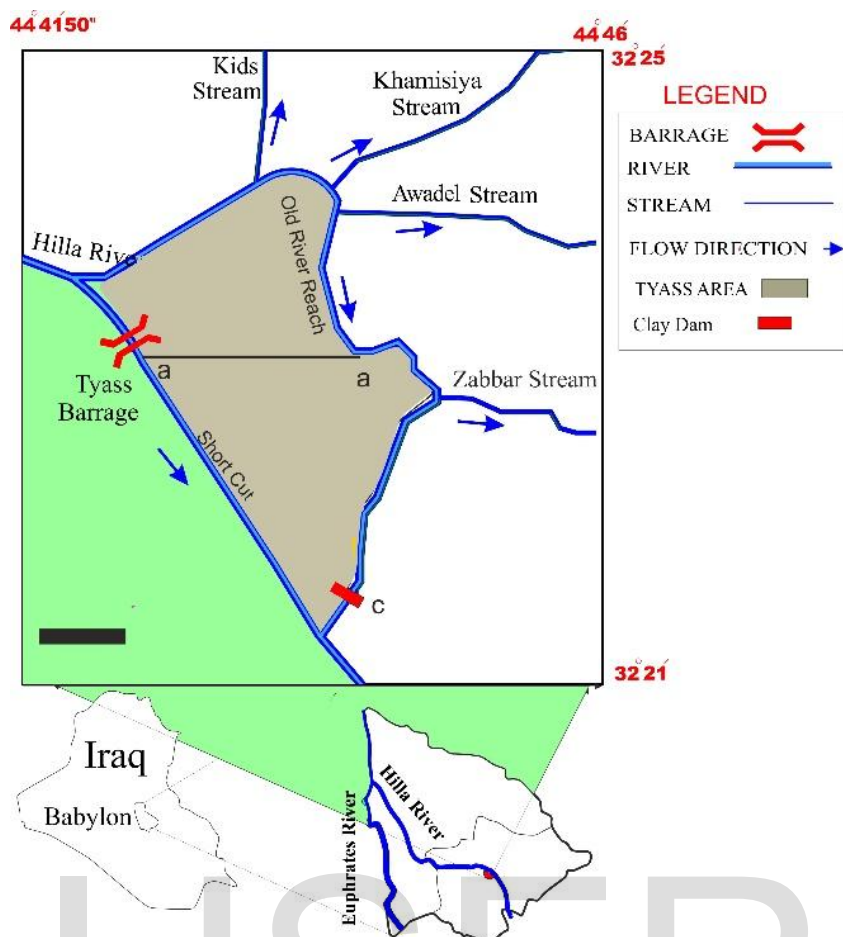 44° 41′ 50"
44° 46′
32° 25′
Kids
Stream
Khamisiya
Stream
Awadel Stream
Hilla River
Old River Reach
a
a
Tyass
Barrage
Zabbar Stream
Short Cut
c
32° 21′
LEGEND
BARRAGE
RIVER
STREAM
FLOW DIRECTION
TYASS AREA
Clay Dam
Iraq
Babylon
Hilla River
Euphrates River